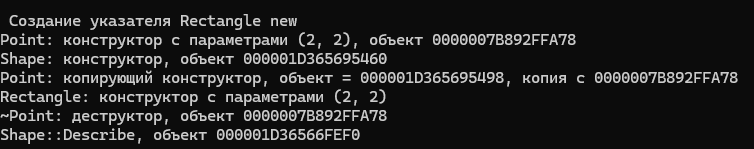 Создание указателя Rectangle new
Point: конструктор с параметрами (2, 2), объект 0000007B892FFA78
Shape: конструктор, объект 000001D365695460
Point: копирующий конструктор, объект = 000001D365695498, копия с 0000007B892FFA78
Rectangle: конструктор с параметрами (2, 2)
~Point: деструктор, объект 0000007B892FFA78
Shape::Describe, объект 000001D36566FEF0